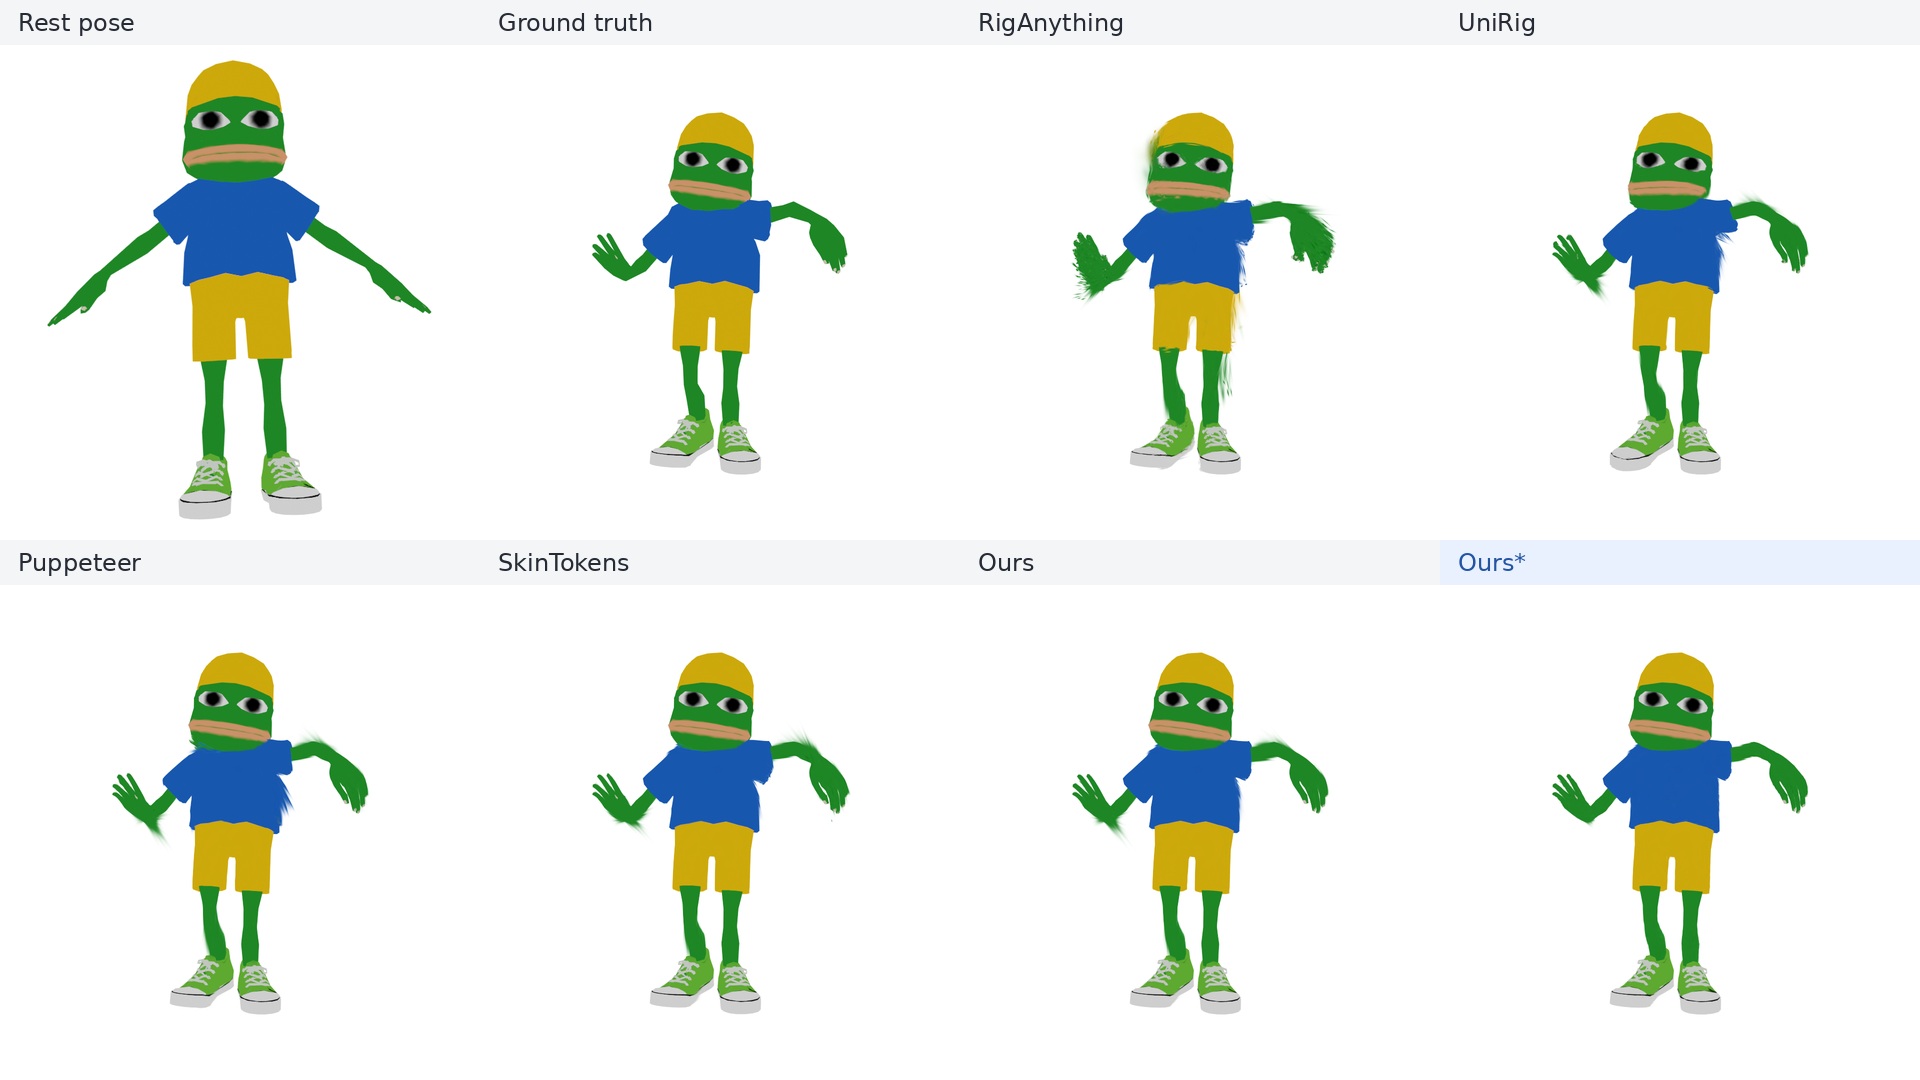 Rest pose
Ground truth
RigAnything
UniRig
Puppeteer
SkinTokens
Ours
Ours*